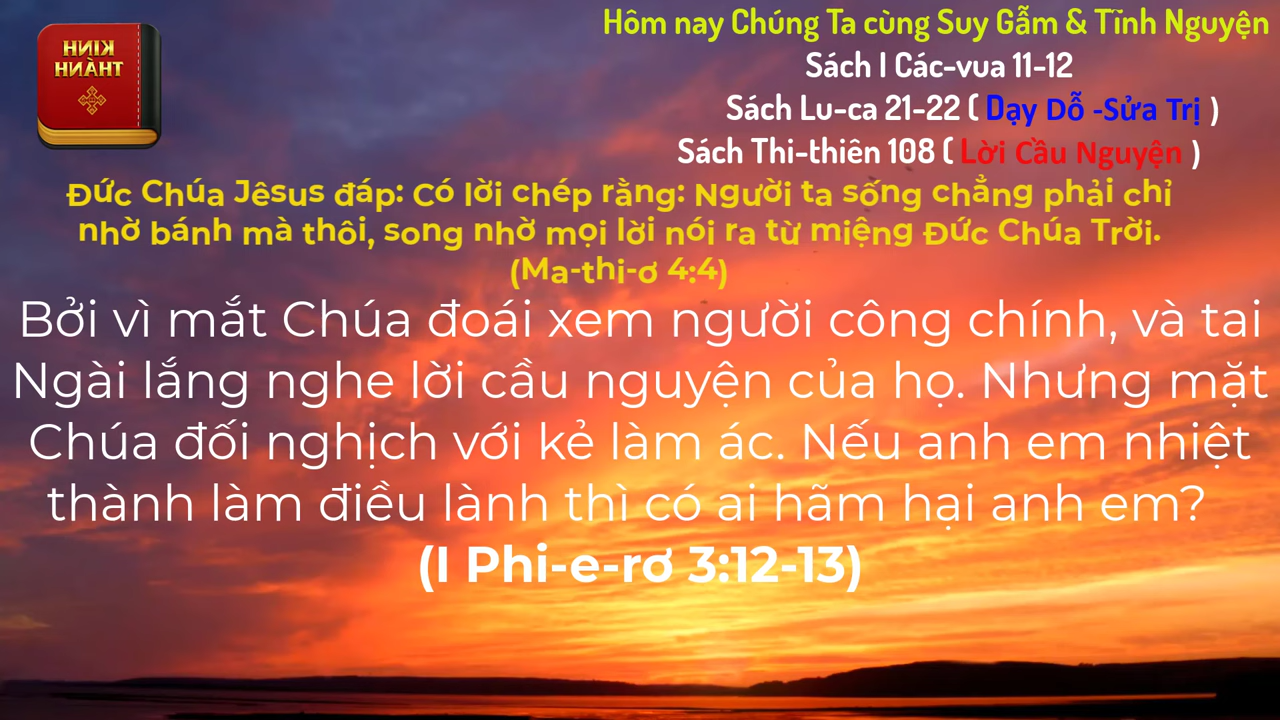 KINH
THÀNH
Hôm nay Chúng Ta cùng Suy Gẫm & Tĩnh Nguyện
Sách I Các-vua 11-12
Sách Lu-ca 21-22 ( Dạy Dỗ -Sửa Trị )
Sách Thi-thiên 108 ( Lời Cầu Nguyện )
Đức Chúa Jêsus đáp: Có lời chép rằng: Người ta sống chẳng phải chỉ
nhờ bánh mà thôi, song nhờ mọi lời nói ra từ miệng Đức Chúa Trời.
(Ma-thi-ơ 4:4)
Bởi vì mắt Chúa đoái xem người công chính, và tai
Ngài lắng nghe lời cầu nguyện của họ. Nhưng mặt
Chúa đối nghịch với kẻ làm ác. Nếu anh em nhiệt
thành làm điều lành thì có ai hãm hại anh em?
(I Phi-e-rơ 3:12-13)